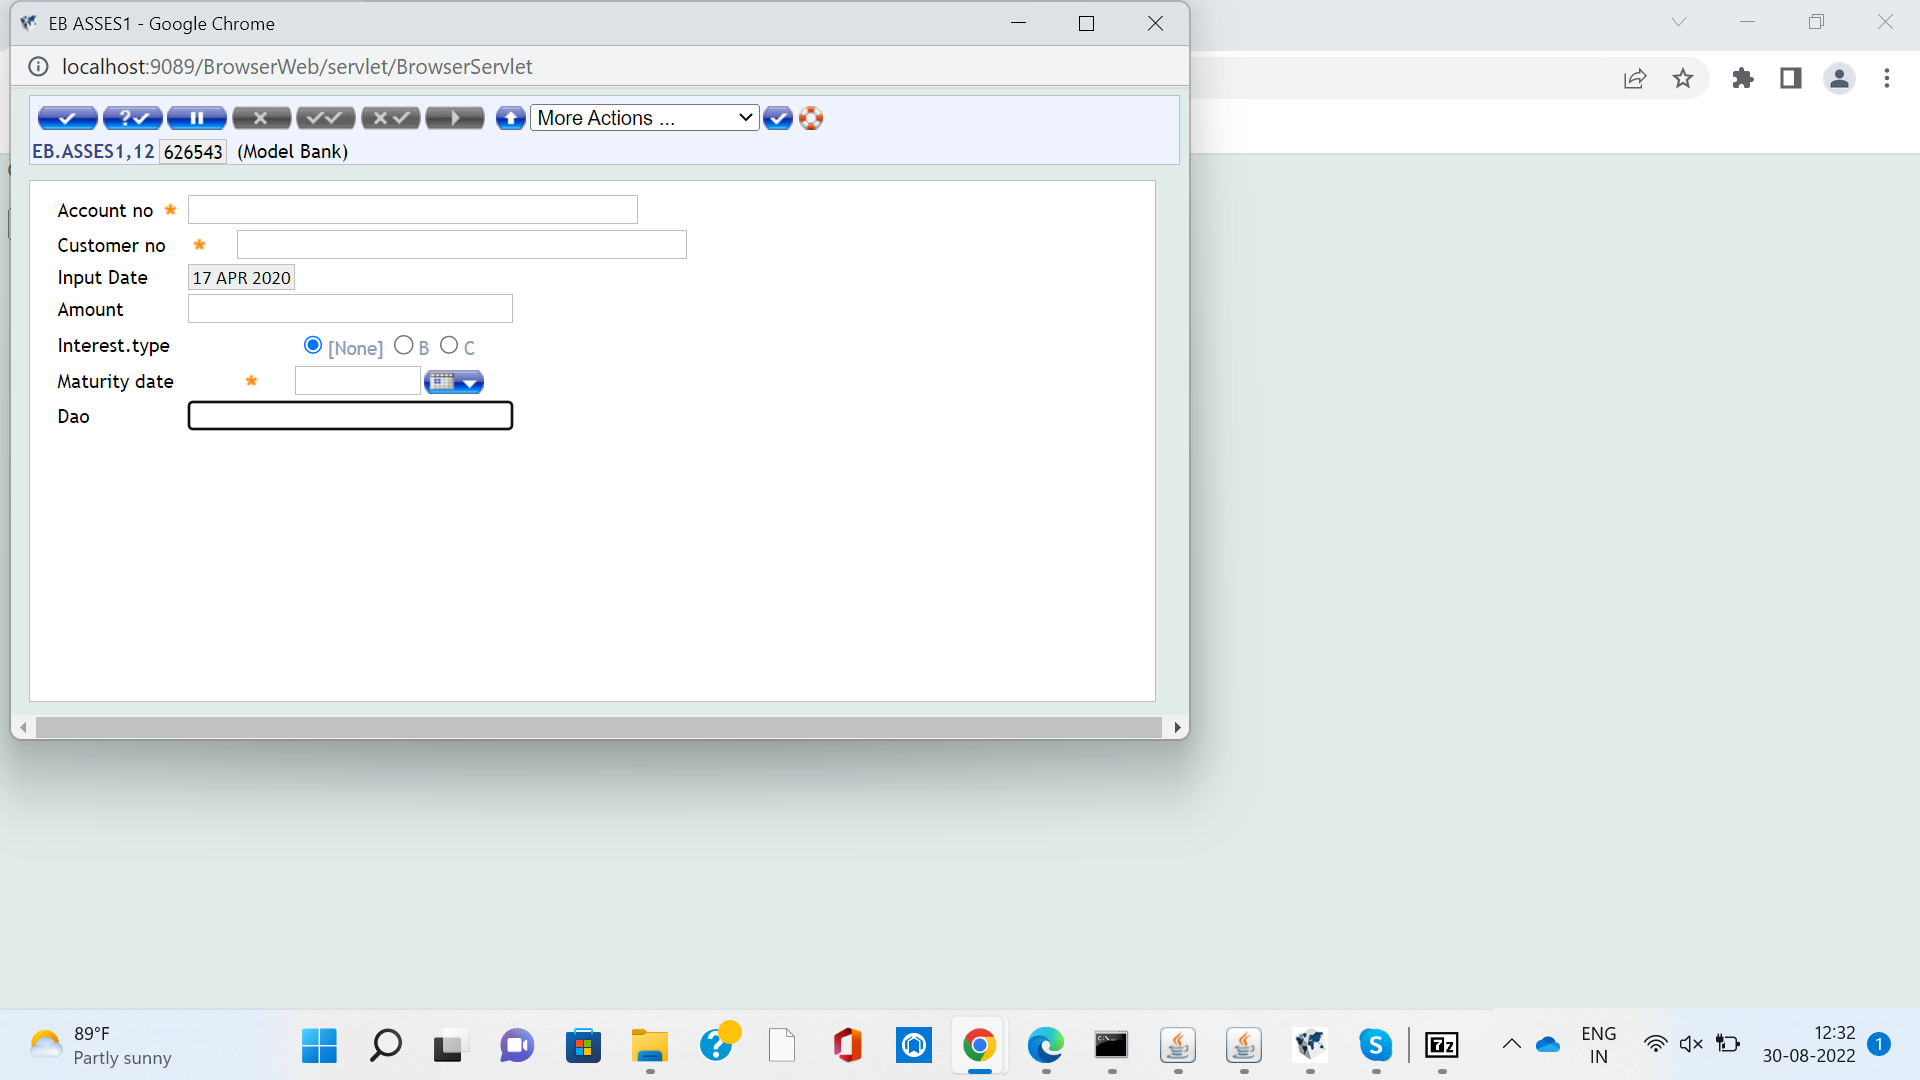 EB ASSES1 - Google Chrome
localhost:9089/BrowserWeb/servlet/BrowserServlet
More Actions ...
EB.ASSES1,12 626543 (Model Bank)
Account no *
Customer no *
Input Date 17 APR 2020
Amount
Interest.type [None] B C
Maturity date *
Dao
89°F
Partly sunny
7z
ENG
IN
12:32
30-08-2022
1